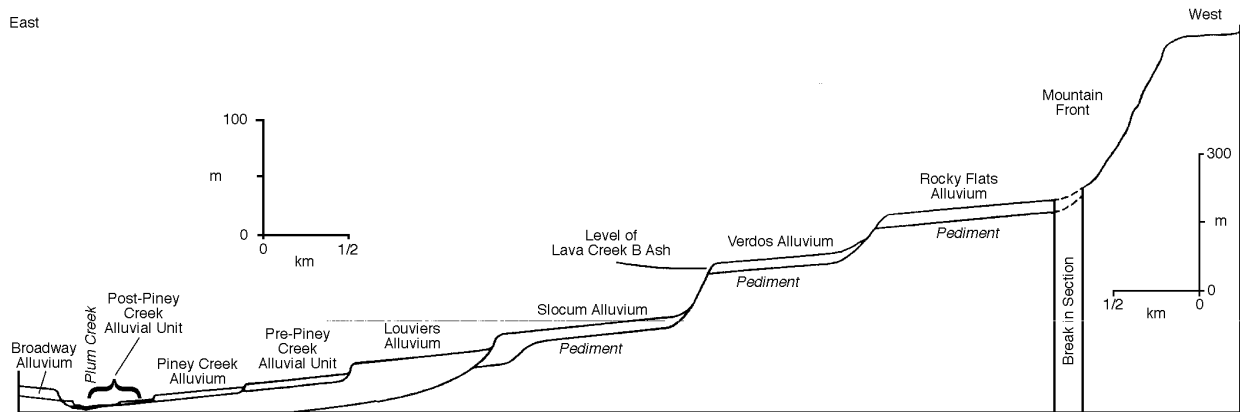 East
West
Mountain
Front
100
m
0
0
1/2
km
300
m
0
1/2
0
km
Rocky Flats
Alluvium
Pediment
Level of
Lava Creek B Ash
Verdos Alluvium
Pediment
Slocum Alluvium
Pediment
Break in Section
Post-Piney
Creek
Alluvial Unit
Plum Creek
Broadway
Alluvium
Piney Creek
Alluvium
Pre-Piney
Creek
Alluvial Unit
Louviers
Alluvium